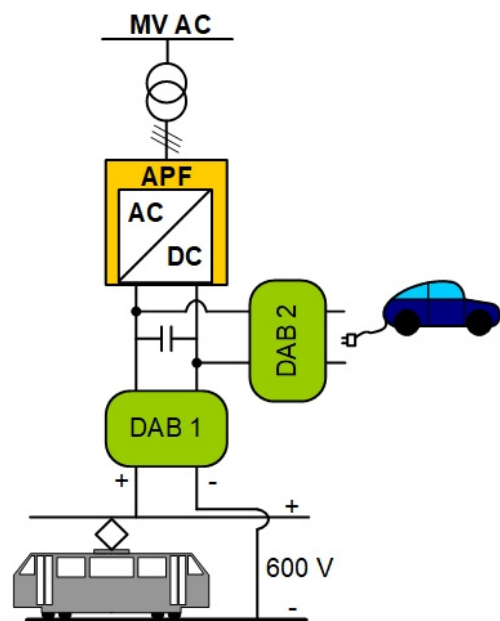 MV AC
APF
AC
DC
DAB 2
DAB 1
+ -
+
600 V
-